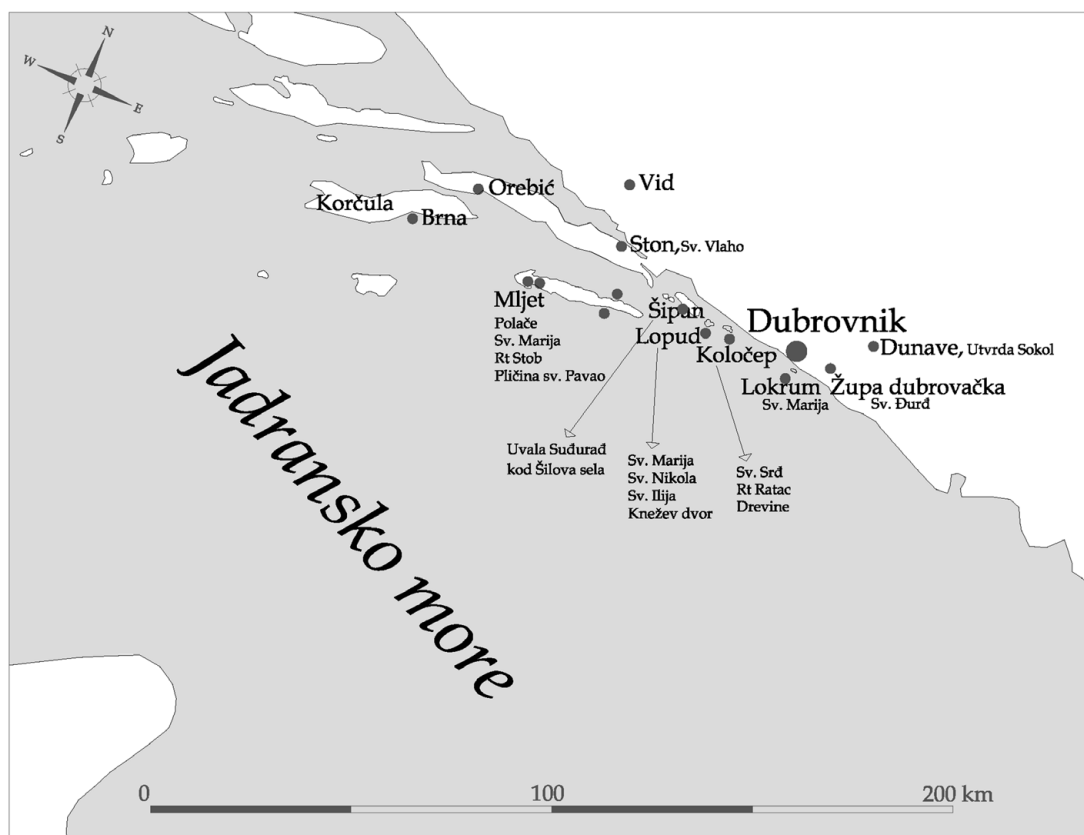 N
W
E
S
Orebić
Vid
Korčula
Brna
Ston, Sv. Vlaho
Mljet
Polače
Sv. Marija
Rt Stob
Pličina sv. Pavao
Šipan
Lopud
Koločep
Dubrovnik
Dunave, Utvrda Sokol
Lokrum
Sv. Marija
Župa dubrovačka
Sv. Đurđ
Uvala Suđurađ
kod Šilova sela
Sv. Marija
Sv. Nikola
Sv. Ilija
Knežev dvor
Sv. Srđ
Rt Ratac
Drevine
Jadransko more
0
100
200 km